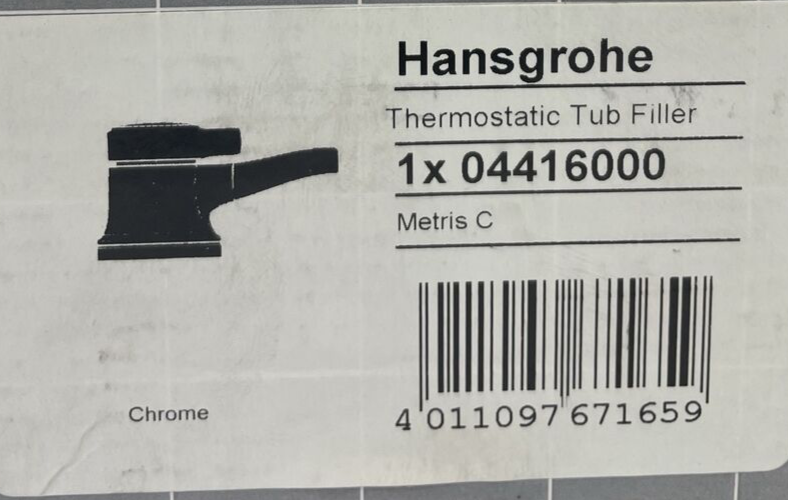 Hansgrohe
Thermostatic Tub Filler
1x 04416000
Metris C
Chrome
4 011097 671659